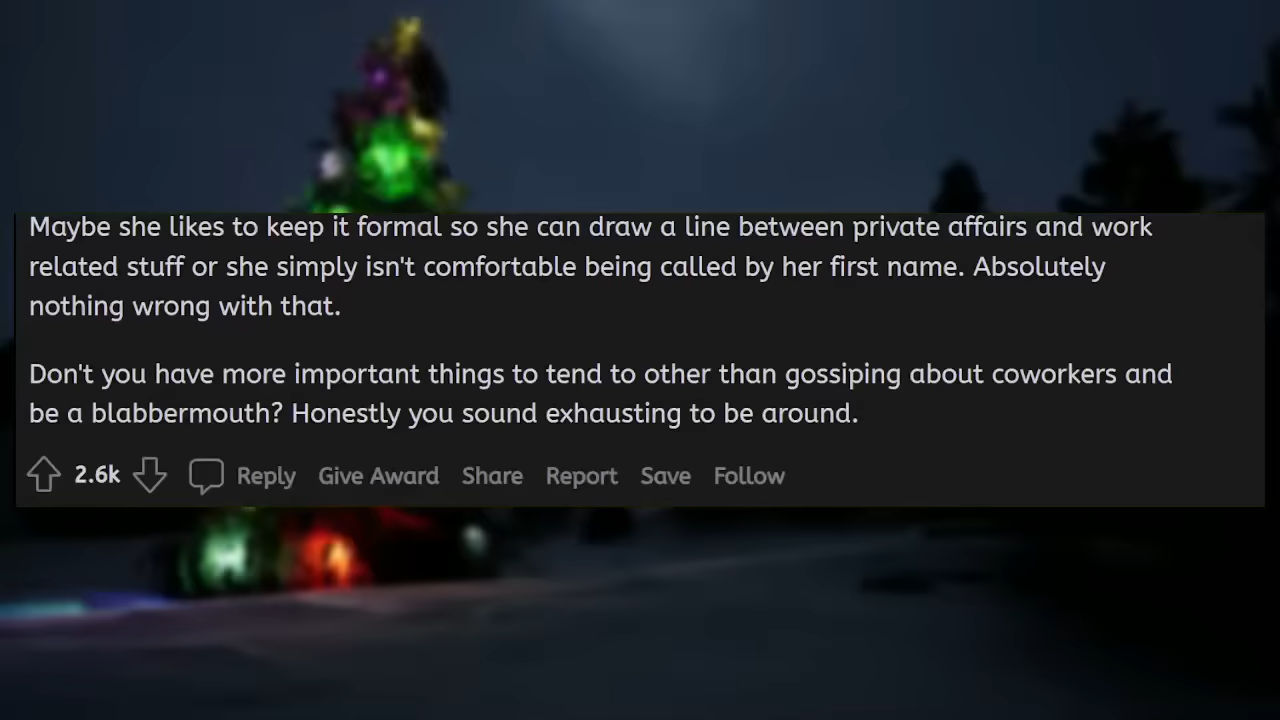 Maybe she likes to keep it formal so she can draw a line between private affairs and work
related stuff or she simply isn't comfortable being called by her first name. Absolutely
nothing wrong with that.
Don't you have more important things to tend to other than gossiping about coworkers and
be a blabbermouth? Honestly you sound exhausting to be around.
2.6k Reply Give Award Share Report Save Follow